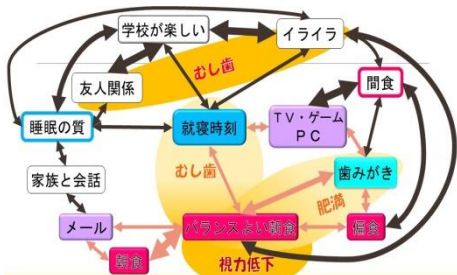 学校が楽しい
イライラ
友人関係
むし歯
間食
睡眠の質
就寝時刻
TV・ゲーム
PC
家族と会話
むし歯
歯みがき
肥満
メール
バランスよい朝食
偏食
朝食
視力低下